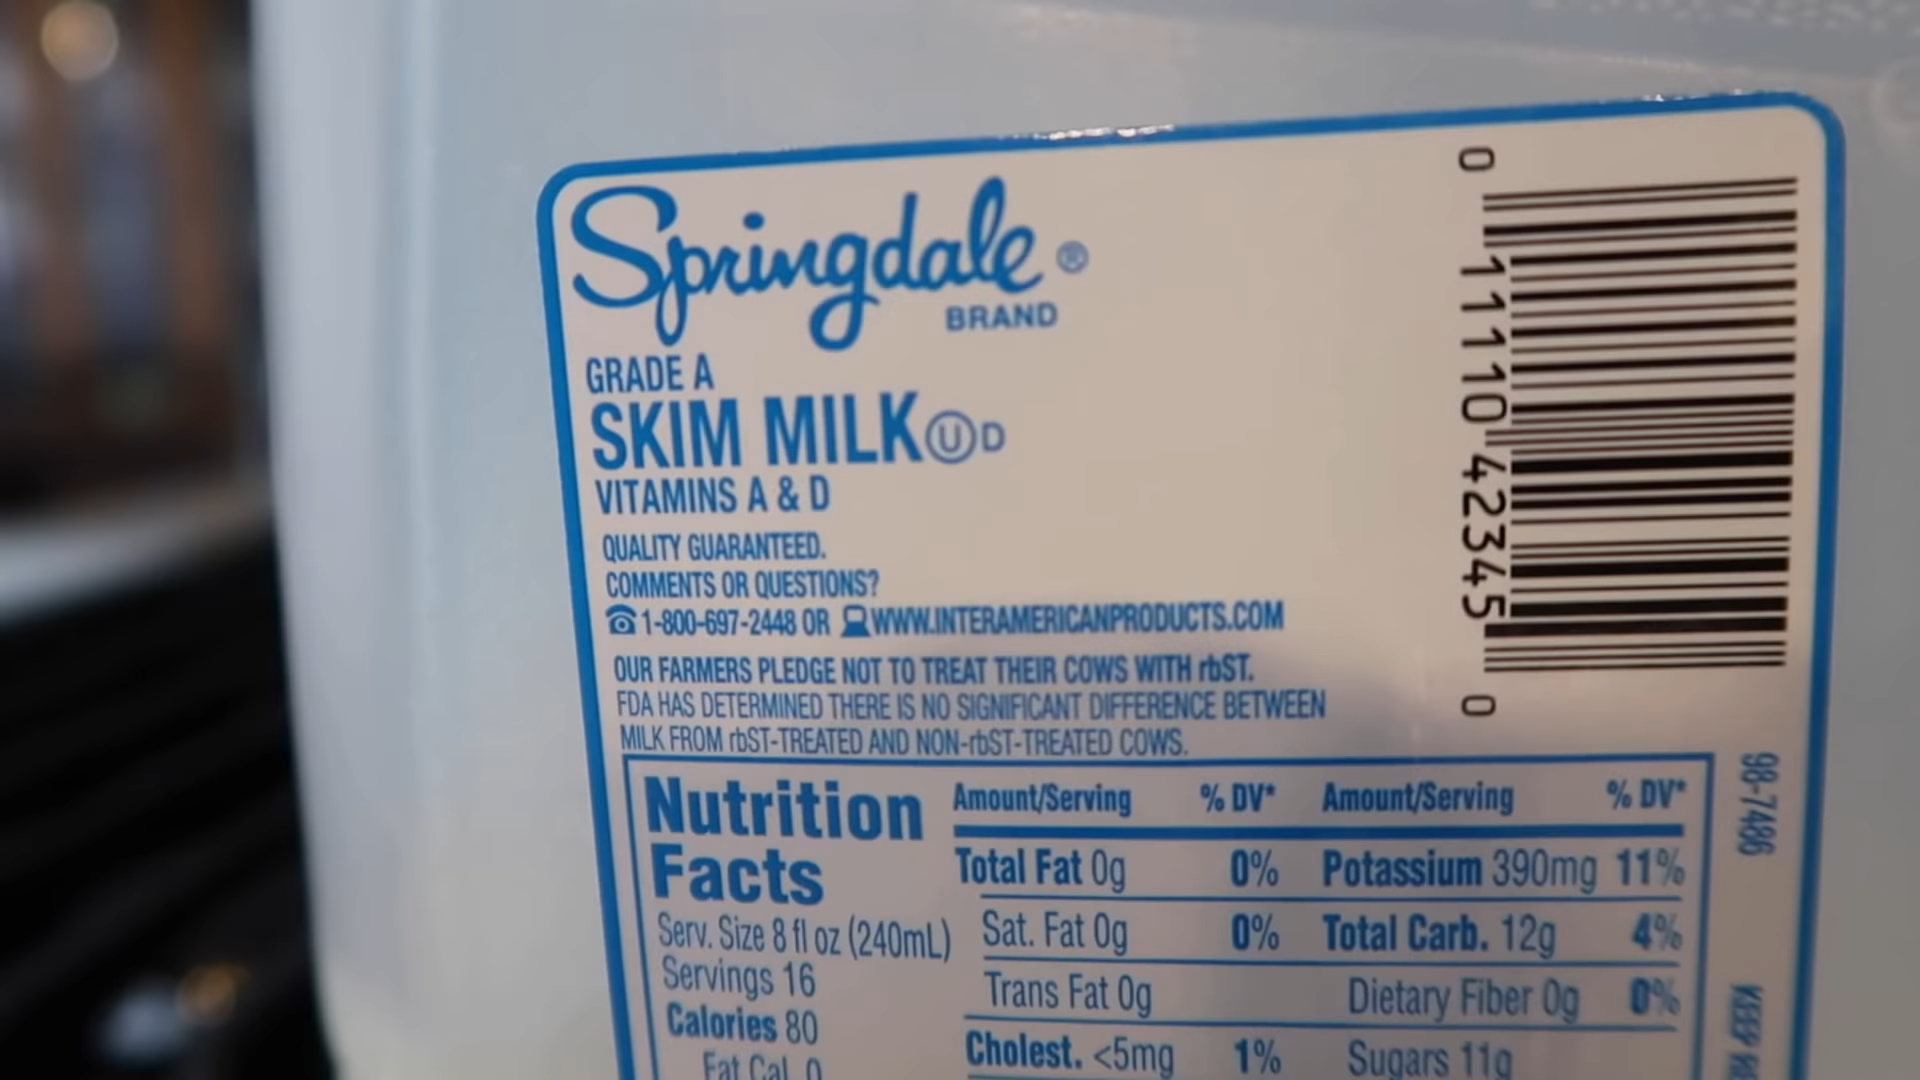 Springdale®
BRAND
GRADE A
SKIM MILK Ⓤ D
VITAMINS A & D
QUALITY GUARANTEED.
COMMENTS OR QUESTIONS?
☎ 1-800-697-2448 OR 💻 WWW.INTERAMERICANPRODUCTS.COM
OUR FARMERS PLEDGE NOT TO TREAT THEIR COWS WITH rbST.
FDA HAS DETERMINED THERE IS NO SIGNIFICANT DIFFERENCE BETWEEN
MILK FROM rbST-TREATED AND NON-rbST-TREATED COWS.
0 11110 42345 0
98-7486
KEEP
Nutrition
Facts
Serv. Size 8 fl oz (240mL)
Servings 16
Calories 80
Fat Cal 0
Amount/Serving % DV* Amount/Serving % DV*
Total Fat 0g 0% Potassium 390mg 11%
Sat. Fat 0g 0% Total Carb. 12g 4%
Trans Fat 0g Dietary Fiber 0g 0%
Cholest. <5mg 1% Sugars 11g